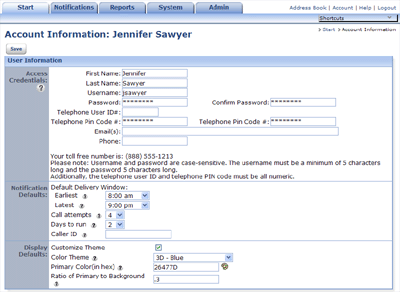 Start Notifications Reports System Admin
Address Book | Account | Help | Logout
Shortcuts
Start > Account Information
Account Information: Jennifer Sawyer
Save
User Information
Access Credentials: ?
First Name: Jennifer
Last Name: Sawyer
Username: jsawyer
Password: ******** Confirm Password: ********
Telephone User ID#:
Telephone Pin Code #: ******** Telephone Pin Code #: ********
Email(s):
Phone:
Your toll free number is: (888) 555-1213
Please note: Username and password are case-sensitive. The username must be a minimum of 5 characters
long and the password 5 characters long.
Additionally, the telephone user ID and telephone PIN code must be all numeric.
Notification Defaults:
Default Delivery Window:
Earliest ? 8:00 am
Latest ? 9:00 pm
Call attempts ? 4
Days to run ? 2
Caller ID ?
Display Defaults:
Customize Theme
Color Theme ? 3D - Blue
Primary Color(in hex) ? 26477D
Ratio of Primary to Background ? .3